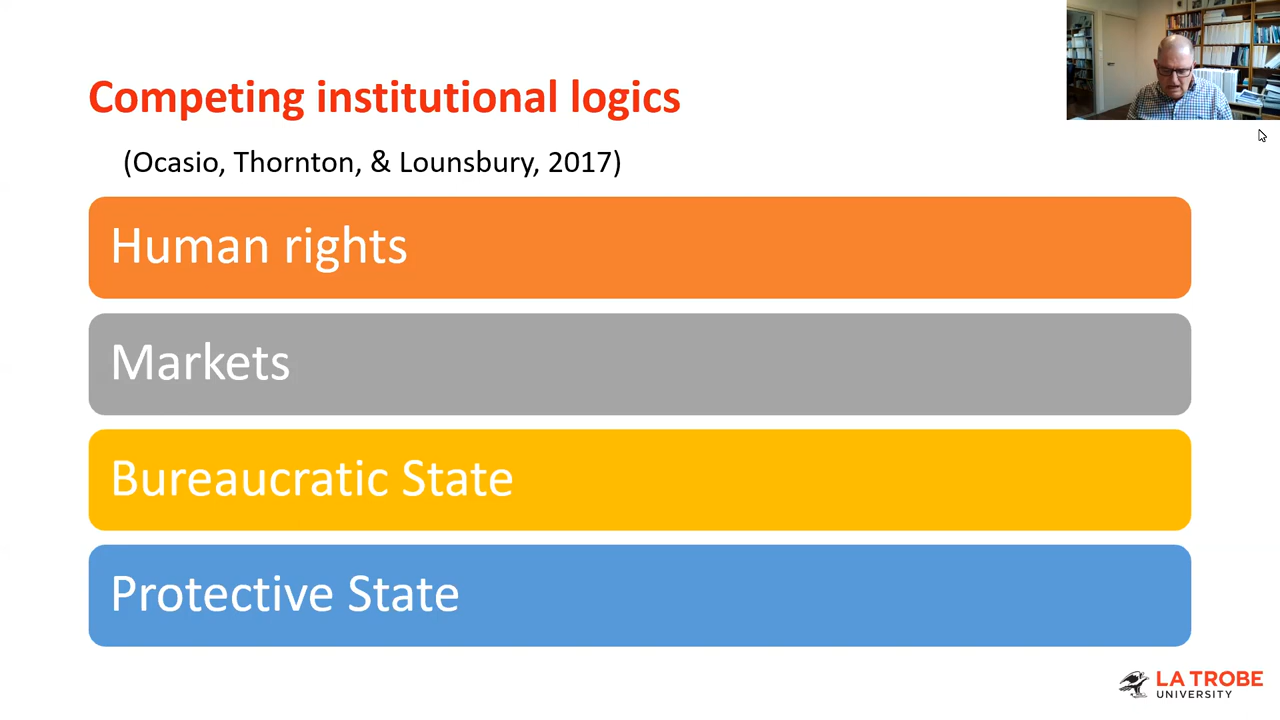 Competing institutional logics
(Ocasio, Thornton, & Lounsbury, 2017)
Human rights
Markets
Bureaucratic State
Protective State
LA TROBE
UNIVERSITY